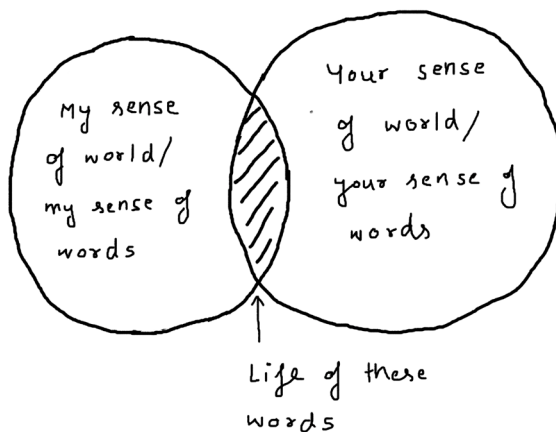 My sense
of world/
my sense of
words
Your sense
of world/
your sense of
words
Life of these
words